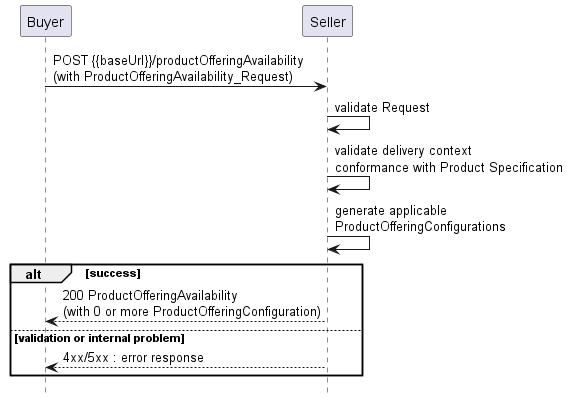 Buyer
Seller
POST {{baseUrl}}/productOfferingAvailability
(with ProductOfferingAvailability_Request)
validate Request
validate delivery context
conformance with Product Specification
generate applicable
ProductOfferingConfigurations
alt [success]
200 ProductOfferingAvailability
(with 0 or more ProductOfferingConfiguration)
[validation or internal problem]
4xx/5xx : error response